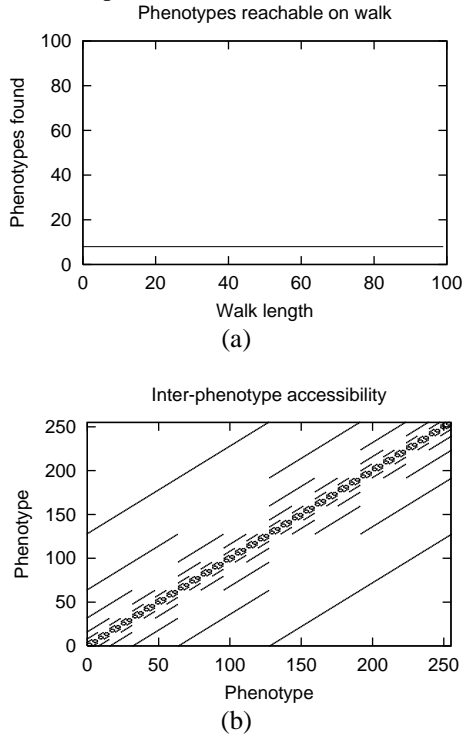 Phenotypes reachable on walk
100
80
60
40
20
0
Phenotypes found
0 20 40 60 80 100
Walk length
(a)
Inter-phenotype accessibility
250
200
150
100
50
0
Phenotype
0 50 100 150 200 250
Phenotype
(b)